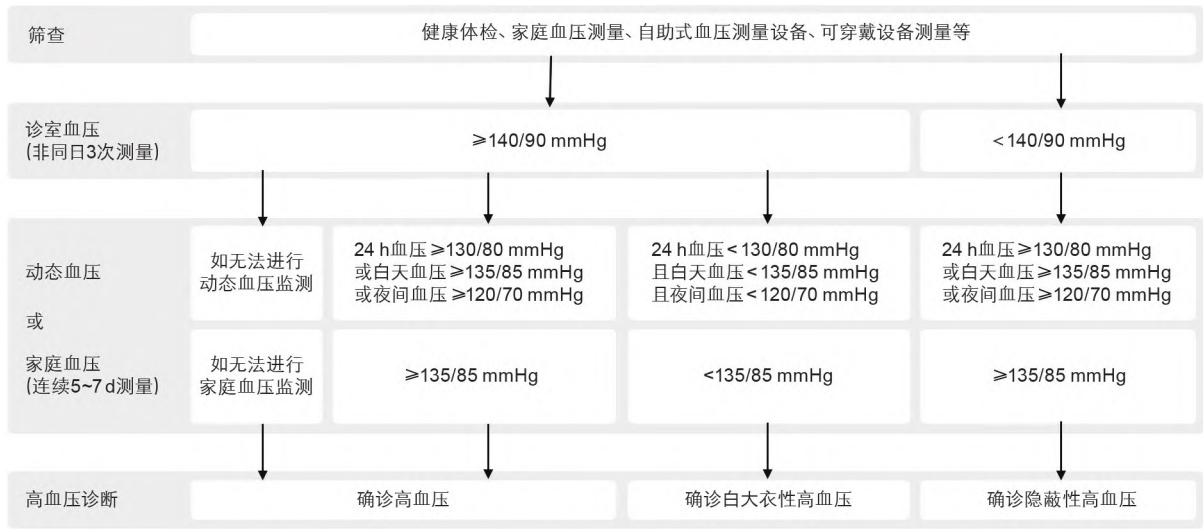 筛查
健康体检、家庭血压测量、自助式血压测量设备、可穿戴设备测量等
诊室血压
(非同日3次测量)
≥140/90 mmHg
<140/90 mmHg
动态血压
或
家庭血压
(连续5~7 d测量)
如无法进行
动态血压监测
24 h血压≥130/80 mmHg
或白天血压≥135/85 mmHg
或夜间血压≥120/70 mmHg
24 h血压<130/80 mmHg
且白天血压<135/85 mmHg
且夜间血压<120/70 mmHg
24 h血压≥130/80 mmHg
或白天血压≥135/85 mmHg
或夜间血压≥120/70 mmHg
如无法进行
家庭血压监测
≥135/85 mmHg
<135/85 mmHg
≥135/85 mmHg
高血压诊断
确诊高血压
确诊白大衣性高血压
确诊隐蔽性高血压